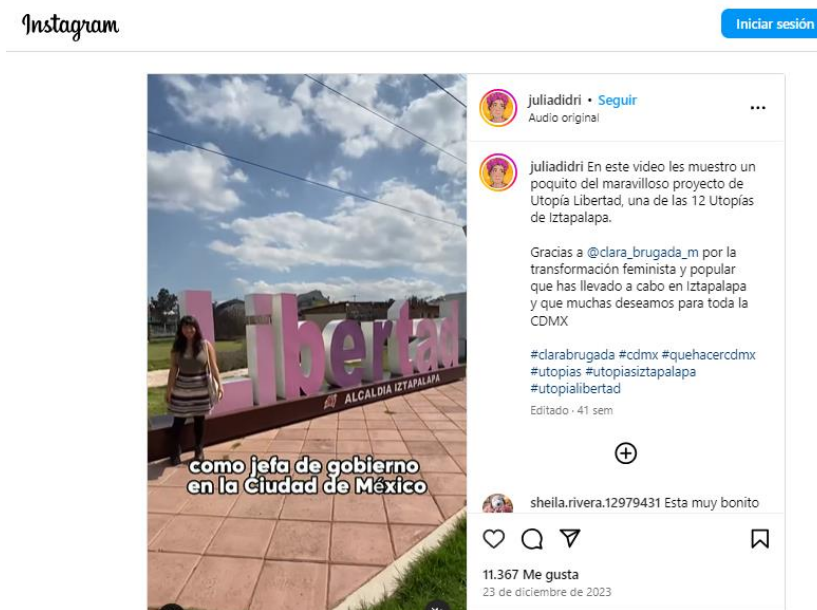 Instagram
Iniciar sesión
Libertad
ALCALDIA IZTAPALAPA
como jefa de gobierno
en la Ciudad de México
juliadidri • Seguir
Audio original
juliadidri En este video les muestro un
poquito del maravilloso proyecto de
Utopía Libertad, una de las 12 Utopías
de Iztapalapa.
Gracias a @clara_brugada_m por la
transformación feminista y popular
que has llevado a cabo en Iztapalapa
y que muchas deseamos para toda la
CDMX
#clarabrugada #cdmx #quehacercdmx
#utopias #utopiasiztapalapa
#utopialibertad
Editado · 41 sem
sheila.rivera.12979431 Esta muy bonito
11.367 Me gusta
23 de diciembre de 2023